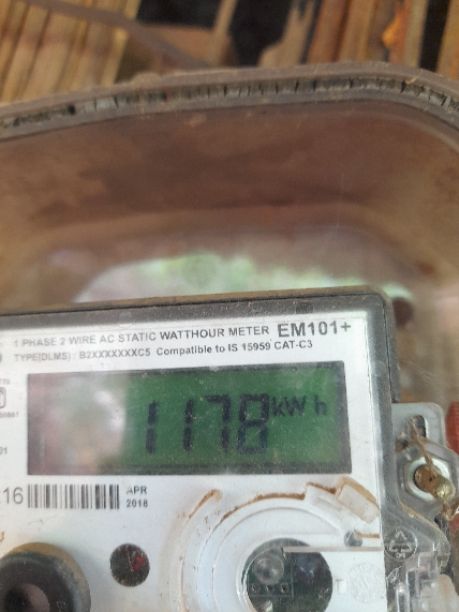 1 PHASE 2 WIRE AC STATIC WATTHOUR METER EM101+
TYPE(DLMS) : B2XXXXXXXC5 Compatible to IS 15959 CAT-C3
1178 kWh
01
16 APR
2018